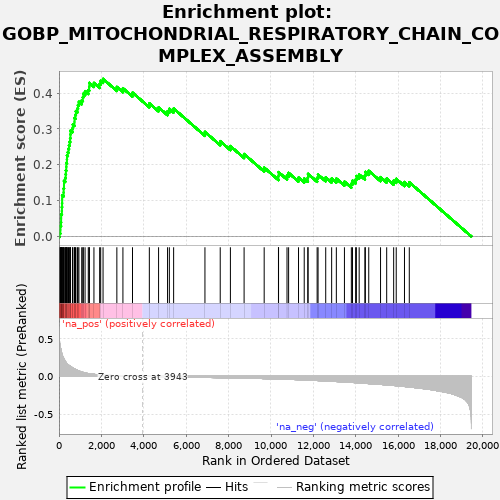 Enrichment plot:
GOBP_MITOCHONDRIAL_RESPIRATORY_CHAIN_CO
MPLEX_ASSEMBLY
Enrichment score (ES)
0.4
0.3
0.2
0.1
0.0
'na_pos' (positively correlated)
Ranked list metric (PreRanked)
0.5
0.0
-0.5
Zero cross at 3943
'na_neg' (negatively correlated)
0
2,000
4,000
6,000
8,000
10,000
12,000
14,000
16,000
18,000
20,000
Rank in Ordered Dataset
Enrichment profile
Hits
Ranking metric scores